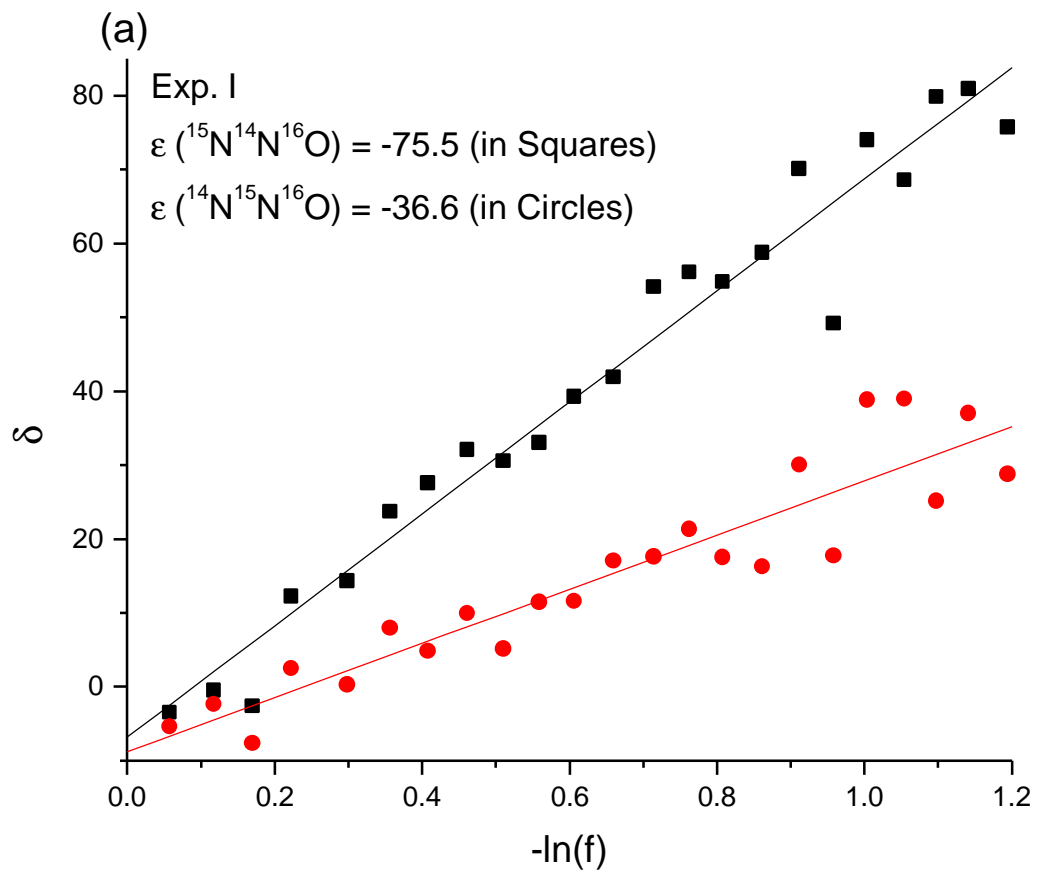 (a)
Exp. I
ε (¹⁵N¹⁴N¹⁶O) = -75.5 (in Squares)
ε (¹⁴N¹⁵N¹⁶O) = -36.6 (in Circles)
80
60
40
20
0
δ
0.0 0.2 0.4 0.6 0.8 1.0 1.2
-ln(f)